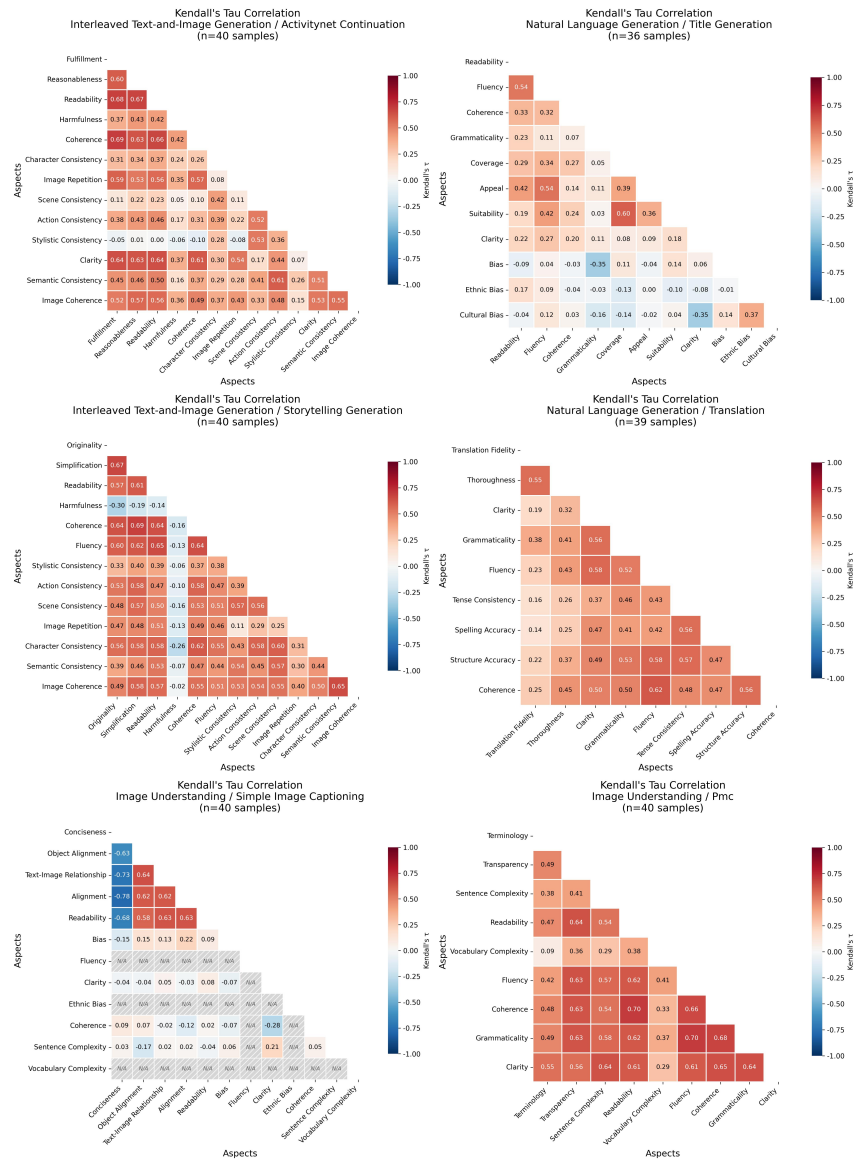 Kendall's Tau Correlation
Interleaved Text-and-Image Generation / Activitynet Continuation
(n=40 samples)
Aspects
Fulfillment
Reasonableness 0.60
Readability 0.68 0.67
Harmfulness 0.37 0.43 0.42
Coherence 0.69 0.63 0.66 0.42
Character Consistency 0.31 0.34 0.37 0.24 0.26
Image Repetition 0.59 0.53 0.56 0.35 0.57 0.08
Scene Consistency 0.11 0.22 0.23 0.05 0.10 0.42 0.11
Action Consistency 0.38 0.43 0.46 0.17 0.31 0.39 0.22 0.52
Stylistic Consistency -0.05 0.01 0.00 -0.06 -0.10 0.28 -0.08 0.53 0.36
Clarity 0.64 0.63 0.64 0.37 0.61 0.30 0.54 0.17 0.44 0.07
Semantic Consistency 0.45 0.46 0.50 0.16 0.37 0.29 0.28 0.41 0.61 0.26 0.51
Image Coherence 0.52 0.57 0.56 0.36 0.49 0.37 0.43 0.33 0.48 0.15 0.53 0.55
Fulfillment Reasonableness Readability Harmfulness Coherence Character Consistency Image Repetition Scene Consistency Action Consistency Stylistic Consistency Clarity Semantic Consistency Image Coherence
Aspects
1.00
0.75
0.50
0.25
0.00
-0.25
-0.50
-0.75
-1.00
Kendall's τ
Kendall's Tau Correlation
Natural Language Generation / Title Generation
(n=36 samples)
Aspects
Readability
Fluency 0.54
Coherence 0.33 0.32
Grammaticality 0.23 0.11 0.07
Coverage 0.29 0.34 0.27 0.05
Appeal 0.42 0.54 0.14 0.11 0.39
Suitability 0.19 0.42 0.24 0.03 0.60 0.36
Clarity 0.22 0.27 0.20 0.11 0.08 0.09 0.18
Bias -0.09 0.04 -0.03 -0.35 0.11 -0.04 0.14 0.06
Ethnic Bias 0.17 0.09 -0.04 -0.03 -0.13 0.00 -0.10 -0.08 -0.01
Cultural Bias -0.04 0.12 0.03 -0.16 -0.14 -0.02 0.04 -0.35 0.14 0.37
Readability Fluency Coherence Grammaticality Coverage Appeal Suitability Clarity Bias Ethnic Bias Cultural Bias
Aspects
1.00
0.75
0.50
0.25
0.00
-0.25
-0.50
-0.75
-1.00
Kendall's τ
Kendall's Tau Correlation
Interleaved Text-and-Image Generation / Storytelling Generation
(n=40 samples)
Aspects
Originality
Simplification 0.67
Readability 0.57 0.61
Harmfulness -0.30 -0.19 -0.14
Coherence 0.64 0.69 0.64 -0.16
Fluency 0.60 0.62 0.65 -0.13 0.64
Stylistic Consistency 0.33 0.40 0.39 -0.06 0.37 0.38
Action Consistency 0.53 0.58 0.47 -0.10 0.58 0.47 0.39
Scene Consistency 0.48 0.57 0.50 -0.16 0.53 0.51 0.57 0.56
Image Repetition 0.47 0.48 0.51 -0.13 0.49 0.46 0.11 0.29 0.25
Character Consistency 0.56 0.58 0.58 -0.26 0.62 0.55 0.43 0.58 0.60 0.31
Semantic Consistency 0.39 0.46 0.53 -0.07 0.47 0.44 0.54 0.45 0.57 0.30 0.44
Image Coherence 0.49 0.58 0.57 -0.02 0.55 0.51 0.53 0.54 0.55 0.40 0.50 0.65
Originality Simplification Readability Harmfulness Coherence Fluency Stylistic Consistency Action Consistency Scene Consistency Image Repetition Character Consistency Semantic Consistency Image Coherence
Aspects
1.00
0.75
0.50
0.25
0.00
-0.25
-0.50
-0.75
-1.00
Kendall's τ
Kendall's Tau Correlation
Natural Language Generation / Translation
(n=39 samples)
Aspects
Translation Fidelity
Thoroughness 0.55
Clarity 0.19 0.32
Grammaticality 0.38 0.41 0.56
Fluency 0.23 0.43 0.58 0.52
Tense Consistency 0.16 0.26 0.37 0.46 0.43
Spelling Accuracy 0.14 0.25 0.47 0.41 0.42 0.56
Structure Accuracy 0.22 0.37 0.49 0.53 0.58 0.57 0.47
Coherence 0.25 0.45 0.50 0.50 0.62 0.48 0.47 0.56
Translation Fidelity Thoroughness Clarity Grammaticality Fluency Tense Consistency Spelling Accuracy Structure Accuracy Coherence
Aspects
1.00
0.75
0.50
0.25
0.00
-0.25
-0.50
-0.75
-1.00
Kendall's τ
Kendall's Tau Correlation
Image Understanding / Simple Image Captioning
(n=40 samples)
Aspects
Conciseness
Object Alignment -0.63
Text-Image Relationship -0.73 0.64
Alignment -0.78 0.62 0.62
Readability -0.68 0.58 0.63 0.63
Bias -0.15 0.15 0.13 0.22 0.09
Fluency N/A N/A N/A N/A N/A N/A
Clarity -0.04 -0.04 0.05 -0.03 0.08 -0.07 N/A
Ethnic Bias N/A N/A N/A N/A N/A N/A N/A N/A
Coherence 0.09 0.07 -0.02 -0.12 0.02 -0.07 N/A -0.28 N/A
Sentence Complexity 0.03 -0.17 0.02 0.02 -0.04 0.06 N/A 0.21 N/A 0.05
Vocabulary Complexity N/A N/A N/A N/A N/A N/A N/A N/A N/A N/A N/A
Conciseness Object Alignment Text-Image Relationship Alignment Readability Bias Fluency Clarity Ethnic Bias Coherence Sentence Complexity Vocabulary Complexity
Aspects
1.00
0.75
0.50
0.25
0.00
-0.25
-0.50
-0.75
-1.00
Kendall's τ
Kendall's Tau Correlation
Image Understanding / Pmc
(n=40 samples)
Aspects
Terminology
Transparency 0.49
Sentence Complexity 0.38 0.41
Readability 0.47 0.64 0.54
Vocabulary Complexity 0.09 0.36 0.29 0.38
Fluency 0.42 0.63 0.57 0.62 0.41
Coherence 0.48 0.63 0.54 0.70 0.33 0.66
Grammaticality 0.49 0.63 0.58 0.62 0.37 0.70 0.68
Clarity 0.55 0.56 0.64 0.61 0.29 0.61 0.65 0.64
Terminology Transparency Sentence Complexity Readability Vocabulary Complexity Fluency Coherence Grammaticality Clarity
Aspects
1.00
0.75
0.50
0.25
0.00
-0.25
-0.50
-0.75
-1.00
Kendall's τ